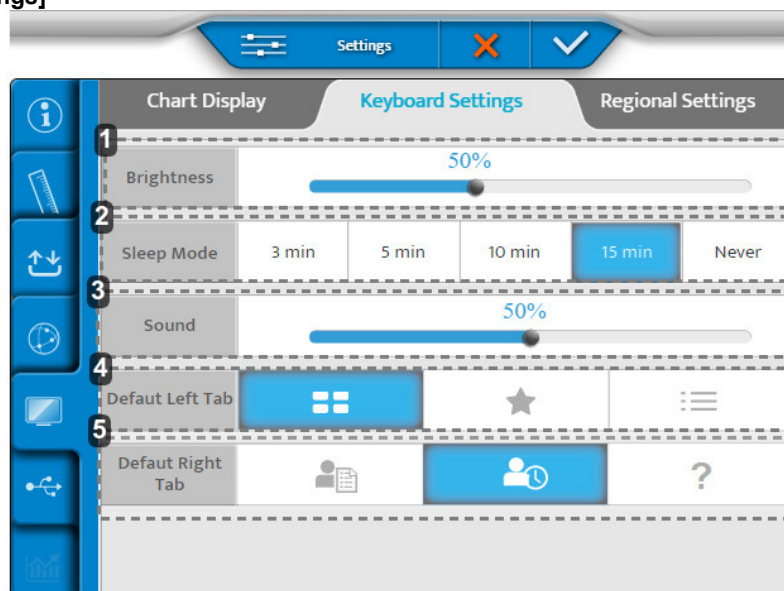 ngs]
Settings
Chart Display Keyboard Settings Regional Settings
1
Brightness 50%
2
Sleep Mode 3 min 5 min 10 min 15 min Never
3
Sound 50%
4
Defaut Left Tab
5
Defaut Right
Tab ?